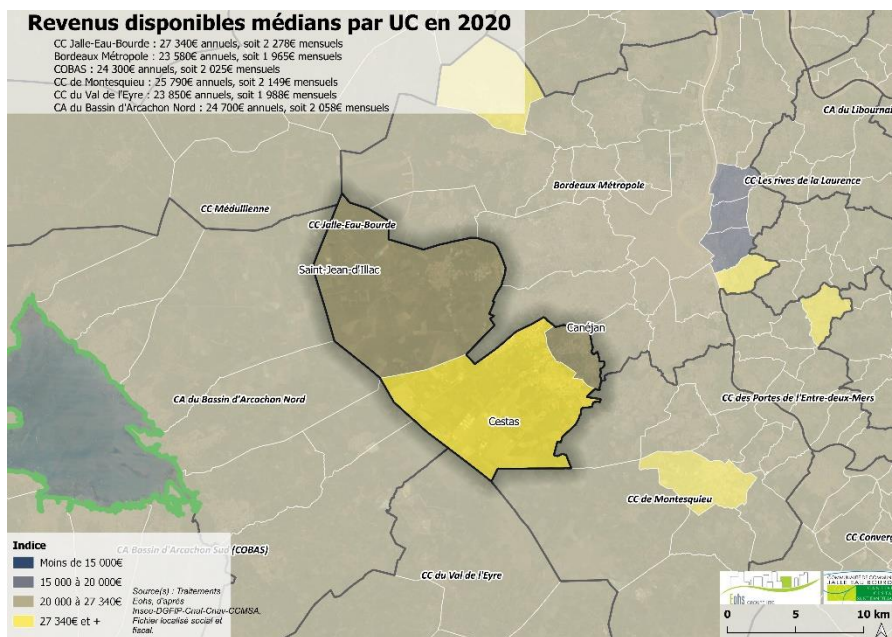 Revenus disponibles médians par UC en 2020
CC Jalle-Eau-Bourde : 27 340€ annuels, soit 2 278€ mensuels
Bordeaux Métropole : 23 580€ annuels, soit 1 965€ mensuels
COBAS : 24 300€ annuels, soit 2 025€ mensuels
CC de Montesquieu : 25 790€ annuels, soit 2 149€ mensuels
CC du Val de l'Eyre : 23 850€ annuels, soit 1 988€ mensuels
CA du Bassin d'Arcachon Nord : 24 700€ annuels, soit 2 058€ mensuels
CA du Libournais
CC Les rives de la Laurence
Bordeaux Métropole
CC Médullienne
CC Jalle-Eau-Bourde
Saint-Jean-d'Illac
Canéjan
CA du Bassin d'Arcachon Nord
CC des Portes de l'Entre-deux-Mers
Cestas
CC de Montesquieu
CC Converg
CA Bassin d'Arcachon Sud (COBAS)
CC du Val de l'Eyre
Indice
Moins de 15 000€
15 000 à 20 000€
20 000 à 27 340€
27 340€ et +
Source(s) : Traitements
Eohs, d'après
Insee-DGFIP-Cnaf-Cnav-CCMSA,
Fichier localisé social et
fiscal.
Eohs
JALLE EAU BOURDE
0 5 10 km